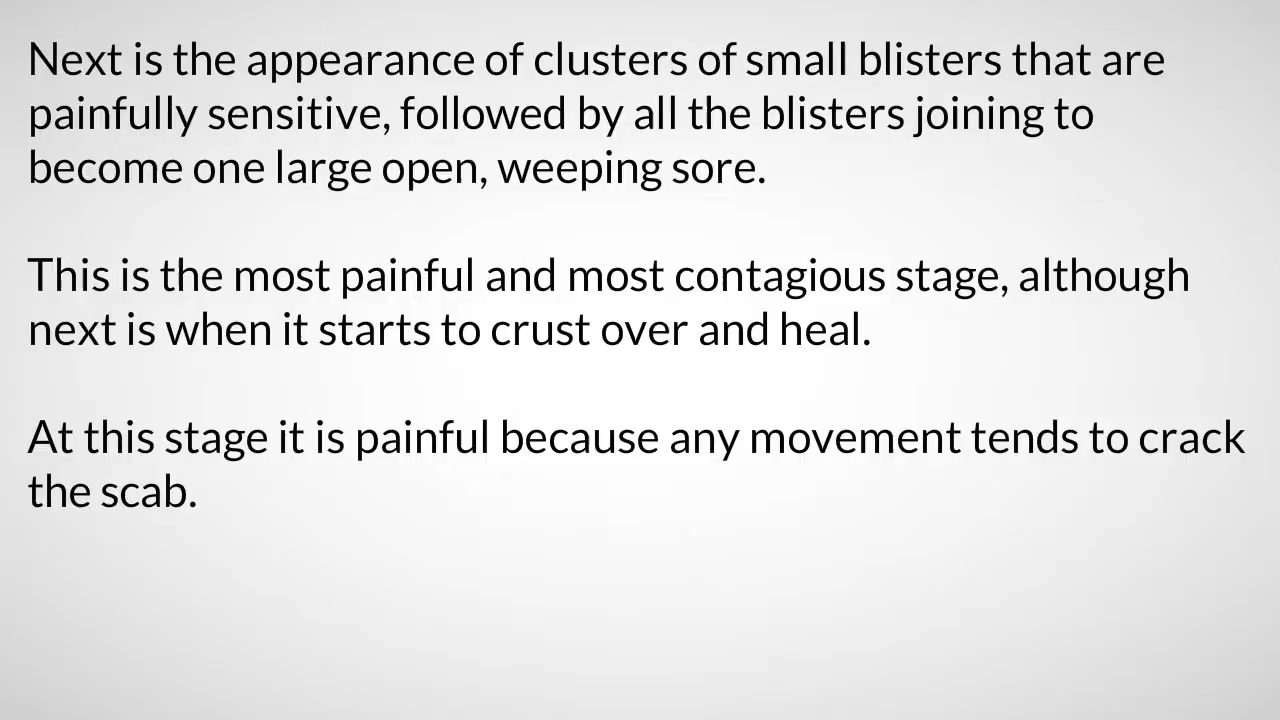 Next is the appearance of clusters of small blisters that are
painfully sensitive, followed by all the blisters joining to
become one large open, weeping sore.
This is the most painful and most contagious stage, although
next is when it starts to crust over and heal.
At this stage it is painful because any movement tends to crack
the scab.